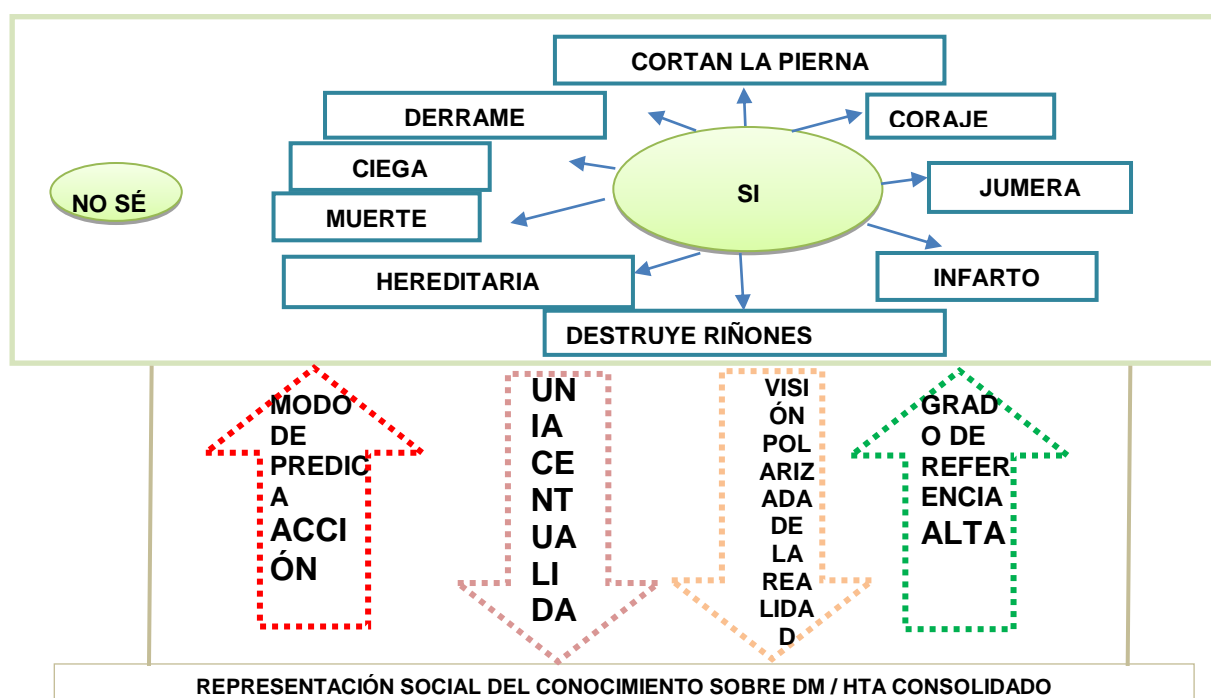 CORTAN LA PIERNA
DERRAME
CORAJE
CIEGA
JUMERA
NO SÉ
SI
MUERTE
HEREDITARIA
INFARTO
DESTRUYE RIÑONES
MODO
DE
PREDIC
A
ACCI
ÓN
UN
IA
CE
NT
UA
LI
DA
VISI
ÓN
POL
ARIZ
ADA
DE
LA
REA
LIDA
D
GRAD
O DE
REFER
ENCIA
ALTA
REPRESENTACIÓN SOCIAL DEL CONOCIMIENTO SOBRE DM / HTA CONSOLIDADO